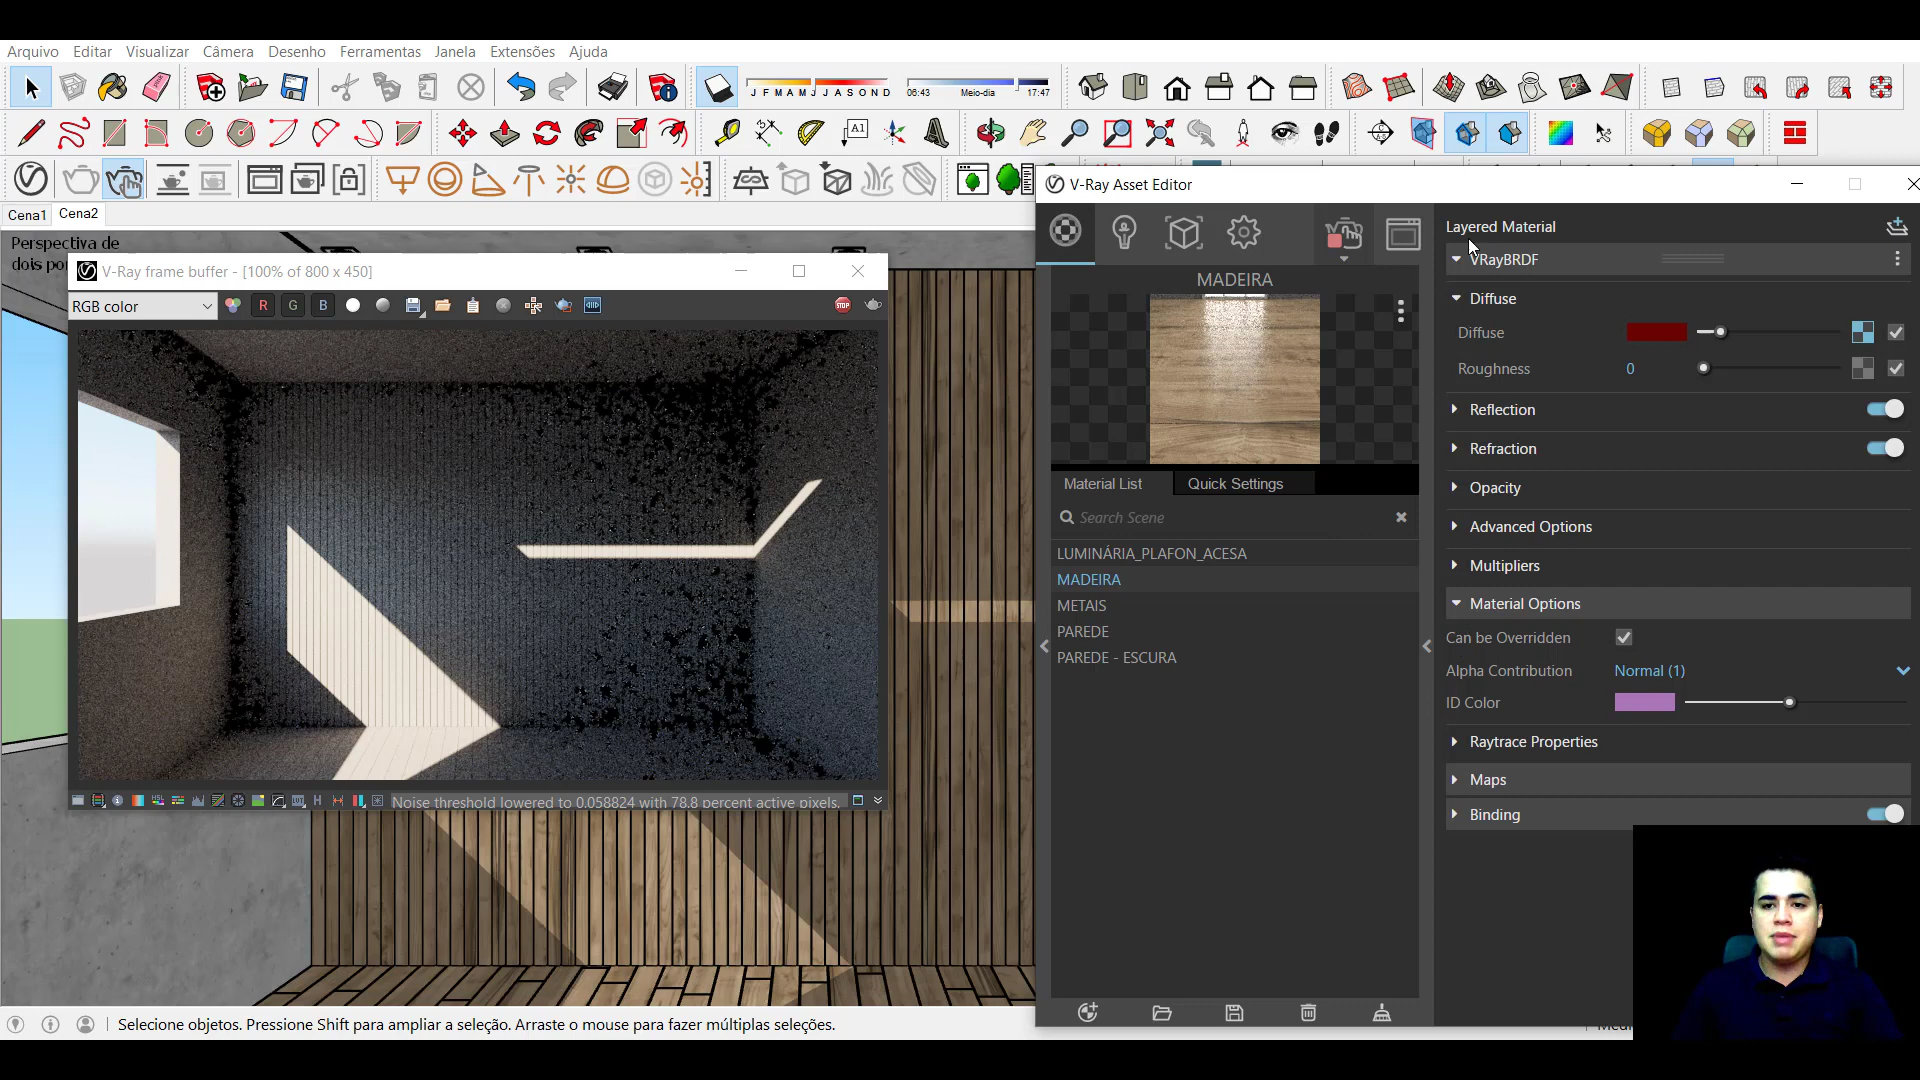 Arquivo Editar Visualizar Câmera Desenho Ferramentas Janela Extensões Ajuda
J F M A M J J A S O N D
06:43 Meio-dia 17:47
A1
Cena1 Cena2
Perspectiva de
dois po
V-Ray frame buffer - [100% of 800 x 450]
RGB color
R G B
STOP
Noise threshold lowered to 0.058824 with 78.8 percent active pixels.
V-Ray Asset Editor
MADEIRA
Material List Quick Settings
Search Scene
LUMINÁRIA_PLAFON_ACESA
MADEIRA
METAIS
PAREDE
PAREDE - ESCURA
Layered Material
VRayBRDF
Diffuse
Diffuse
Roughness 0
Reflection
Refraction
Opacity
Advanced Options
Multipliers
Material Options
Can be Overridden
Alpha Contribution Normal (1)
ID Color
Raytrace Properties
Maps
Binding
Selecione objetos. Pressione Shift para ampliar a seleção. Arraste o mouse para fazer múltiplas seleções.